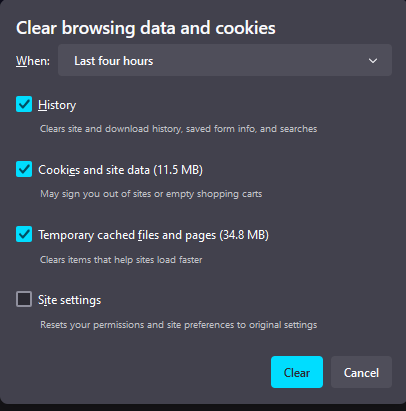 Clear browsing data and cookies
When: Last four hours
History
Clears site and download history, saved form info, and searches
Cookies and site data (11.5 MB)
May sign you out of sites or empty shopping carts
Temporary cached files and pages (34.8 MB)
Clears items that help sites load faster
Site settings
Resets your permissions and site preferences to original settings
Clear Cancel